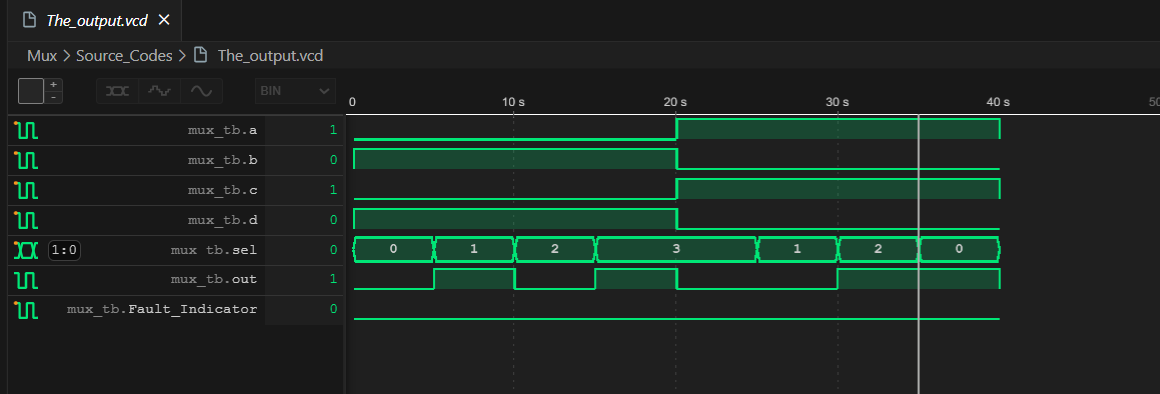 The_output.vcd ×
Mux > Source_Codes > The_output.vcd
+
-
BIN
0 10 s 20 s 30 s 40 s 50
mux_tb.a 1
mux_tb.b 0
mux_tb.c 1
mux_tb.d 0
1:0 mux tb.sel 0 0 1 2 3 1 2 0
mux_tb.out 1
mux_tb.Fault_Indicator 0